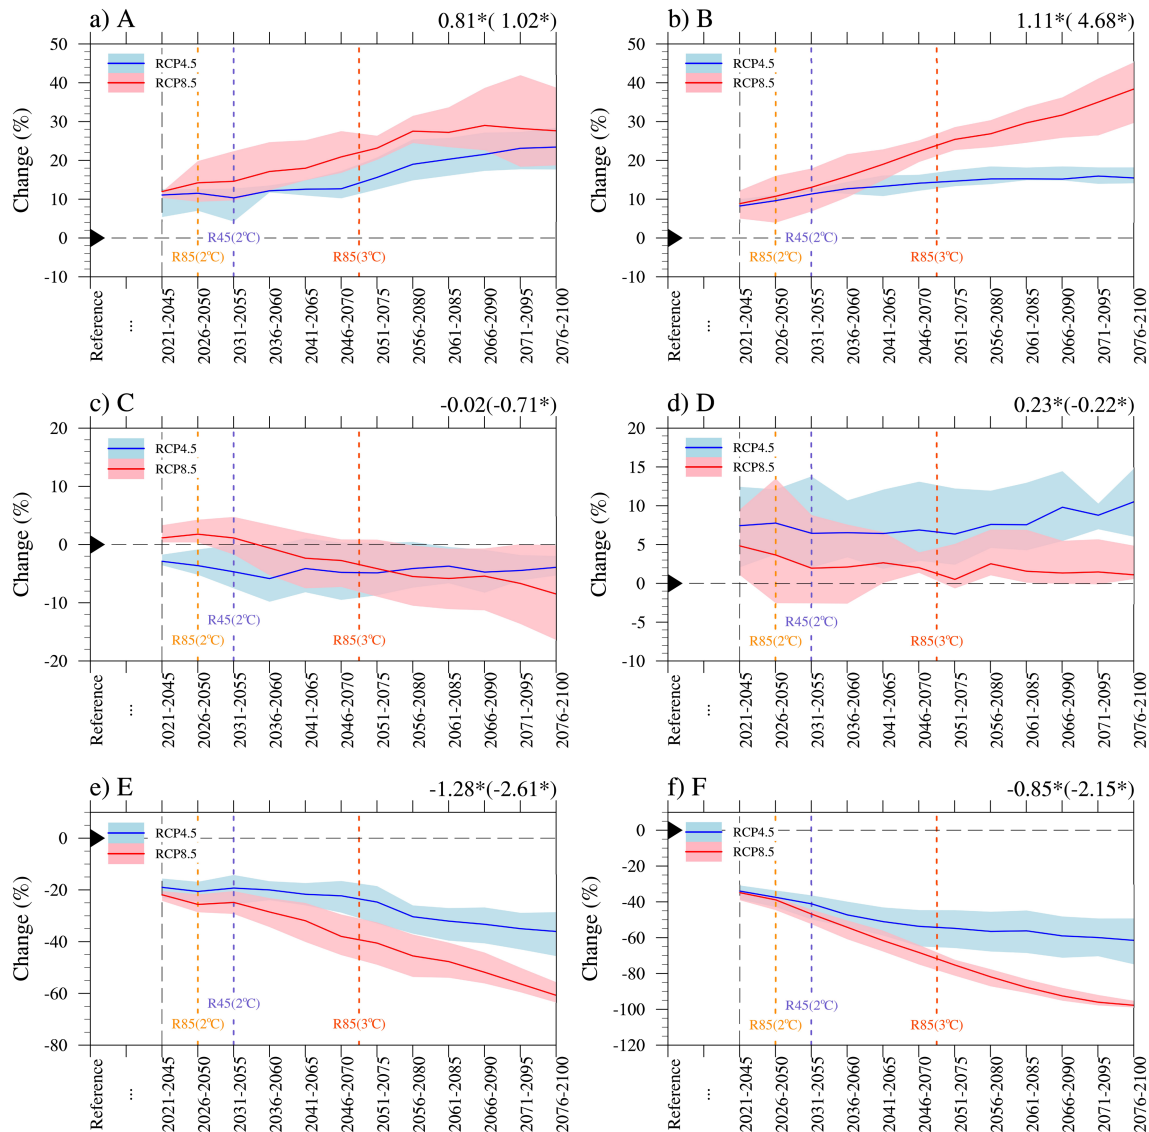 a) A
0.81*( 1.02*)
50
40
30
20
10
0
-10
Change (%)
RCP4.5
RCP8.5
R45(2°C)
R85(2°C)
R85(3°C)
Reference
...
2021-2045
2026-2050
2031-2055
2036-2060
2041-2065
2046-2070
2051-2075
2056-2080
2061-2085
2066-2090
2071-2095
2076-2100
b) B
1.11*( 4.68*)
50
40
30
20
10
0
-10
Change (%)
RCP4.5
RCP8.5
R45(2°C)
R85(2°C)
R85(3°C)
Reference
...
2021-2045
2026-2050
2031-2055
2036-2060
2041-2065
2046-2070
2051-2075
2056-2080
2061-2085
2066-2090
2071-2095
2076-2100
c) C
-0.02(-0.71*)
20
10
0
-10
-20
Change (%)
RCP4.5
RCP8.5
R45(2°C)
R85(2°C)
R85(3°C)
Reference
...
2021-2045
2026-2050
2031-2055
2036-2060
2041-2065
2046-2070
2051-2075
2056-2080
2061-2085
2066-2090
2071-2095
2076-2100
d) D
0.23*(-0.22*)
20
15
10
5
0
-5
-10
Change (%)
RCP4.5
RCP8.5
R45(2°C)
R85(2°C)
R85(3°C)
Reference
...
2021-2045
2026-2050
2031-2055
2036-2060
2041-2065
2046-2070
2051-2075
2056-2080
2061-2085
2066-2090
2071-2095
2076-2100
e) E
-1.28*(-2.61*)
0
-20
-40
-60
-80
Change (%)
RCP4.5
RCP8.5
R45(2°C)
R85(2°C)
R85(3°C)
Reference
...
2021-2045
2026-2050
2031-2055
2036-2060
2041-2065
2046-2070
2051-2075
2056-2080
2061-2085
2066-2090
2071-2095
2076-2100
f) F
-0.85*(-2.15*)
0
-20
-40
-60
-80
-100
-120
Change (%)
RCP4.5
RCP8.5
R45(2°C)
R85(2°C)
R85(3°C)
Reference
...
2021-2045
2026-2050
2031-2055
2036-2060
2041-2065
2046-2070
2051-2075
2056-2080
2061-2085
2066-2090
2071-2095
2076-2100